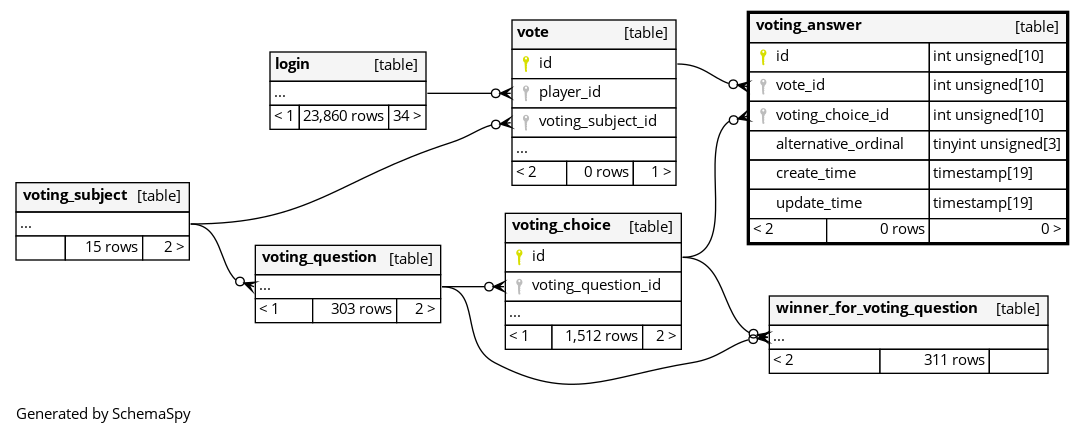 login [table]
...
< 1 23,860 rows 34 >
vote [table]
id
player_id
voting_subject_id
...
< 2 0 rows 1 >
voting_answer [table]
id int unsigned[10]
vote_id int unsigned[10]
voting_choice_id int unsigned[10]
alternative_ordinal tinyint unsigned[3]
create_time timestamp[19]
update_time timestamp[19]
< 2 0 rows 0 >
voting_subject [table]
...
15 rows 2 >
voting_question [table]
...
< 1 303 rows 2 >
voting_choice [table]
id
voting_question_id
...
< 1 1,512 rows 2 >
winner_for_voting_question [table]
...
< 2 311 rows
Generated by SchemaSpy